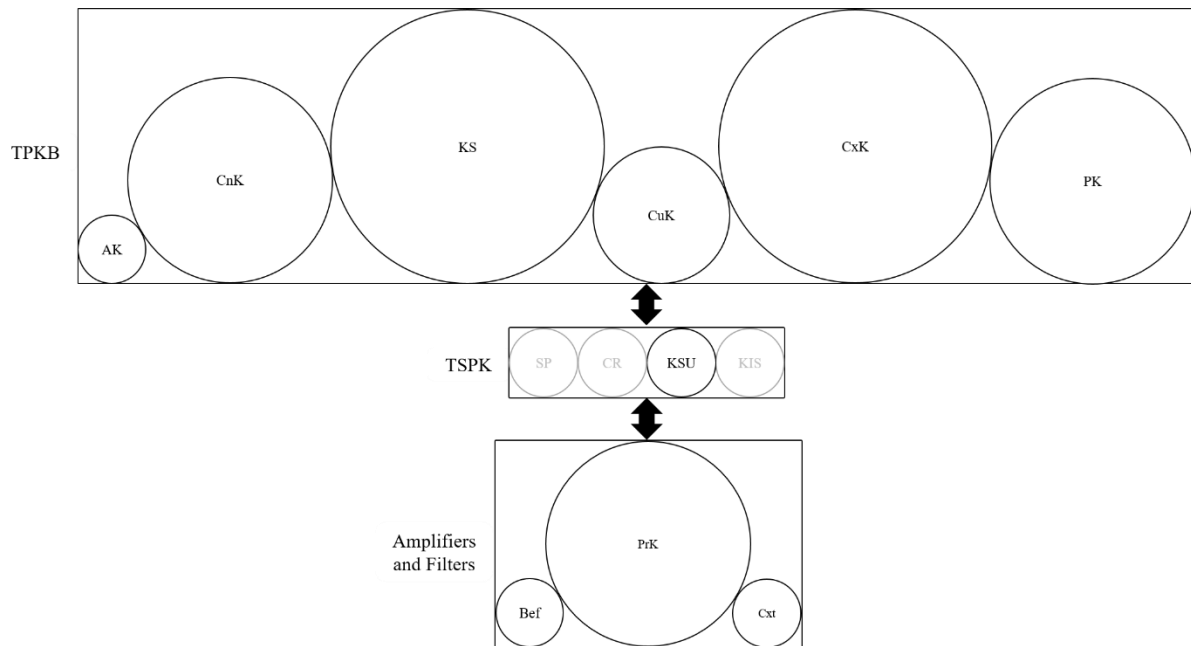 TPKB
AK
CnK
KS
CuK
CxK
PK
TSPK
SP
CR
KSU
KIS
Amplifiers
and Filters
Bef
PrK
Cxt